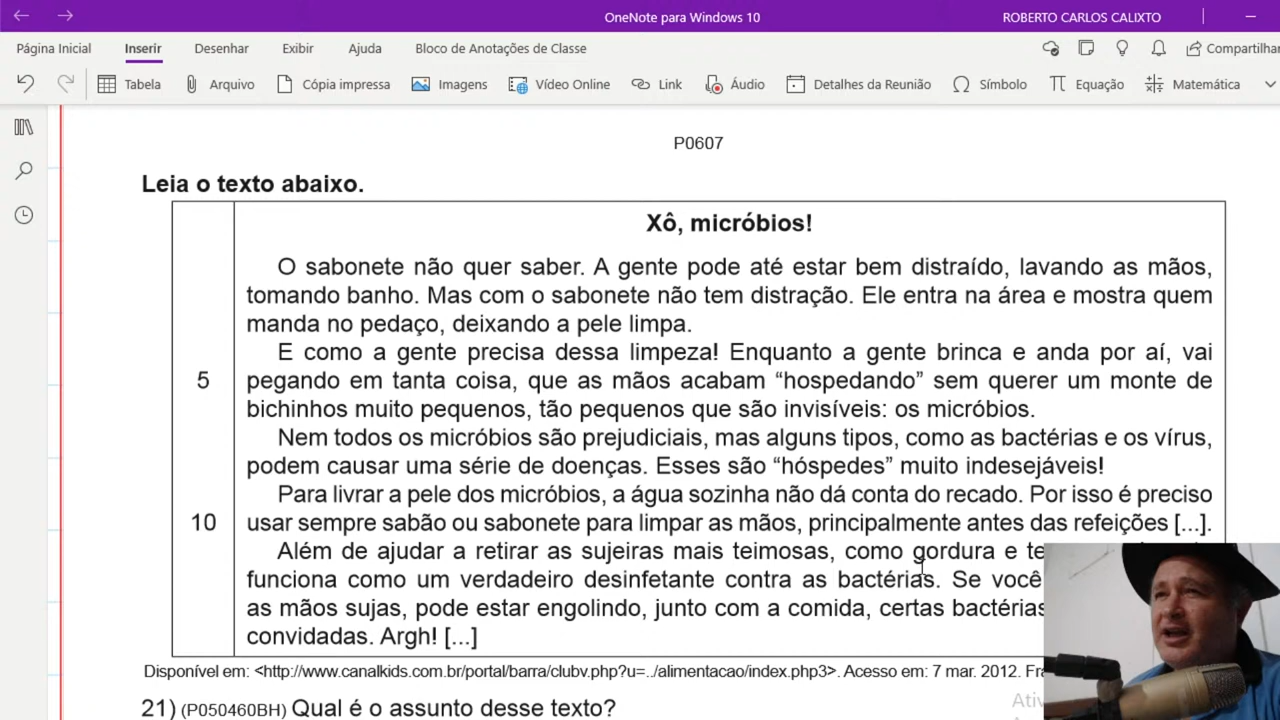 OneNote para Windows 10
ROBERTO CARLOS CALIXTO
Página Inicial Inserir Desenhar Exibir Ajuda Bloco de Anotações de Classe Compartilhar
Tabela Arquivo Cópia impressa Imagens Vídeo Online Link Áudio Detalhes da Reunião Símbolo Equação Matemática
P0607
Leia o texto abaixo.
Xô, micróbios!
O sabonete não quer saber. A gente pode até estar bem distraído, lavando as mãos,
tomando banho. Mas com o sabonete não tem distração. Ele entra na área e mostra quem
manda no pedaço, deixando a pele limpa.
E como a gente precisa dessa limpeza! Enquanto a gente brinca e anda por aí, vai
5 pegando em tanta coisa, que as mãos acabam “hospedando” sem querer um monte de
bichinhos muito pequenos, tão pequenos que são invisíveis: os micróbios.
Nem todos os micróbios são prejudiciais, mas alguns tipos, como as bactérias e os vírus,
podem causar uma série de doenças. Esses são “hóspedes” muito indesejáveis!
Para livrar a pele dos micróbios, a água sozinha não dá conta do recado. Por isso é preciso
10 usar sempre sabão ou sabonete para limpar as mãos, principalmente antes das refeições [...].
Além de ajudar a retirar as sujeiras mais teimosas, como gordura e
funciona como um verdadeiro desinfetante contra as bactérias. Se você
as mãos sujas, pode estar engolindo, junto com a comida, certas bactérias
convidadas. Argh! [...]
Disponível em: <http://www.canalkids.com.br/portal/barra/clubv.php?u=../alimentacao/index.php3>. Acesso em: 7 mar. 2012.
21) (P050460BH) Qual é o assunto desse texto?